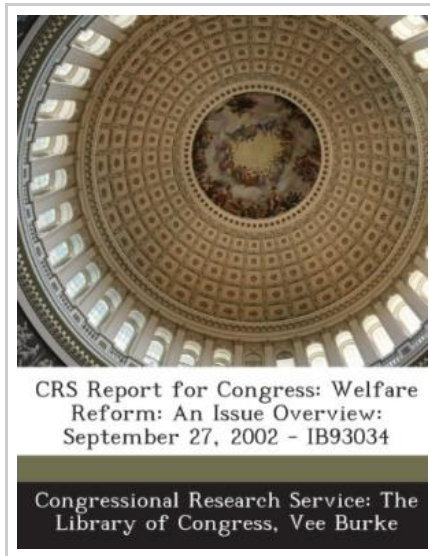 CRS Report for Congress: Welfare
Reform: An Issue Overview:
September 27, 2002 - IB93034
Congressional Research Service: The
Library of Congress, Vee Burke